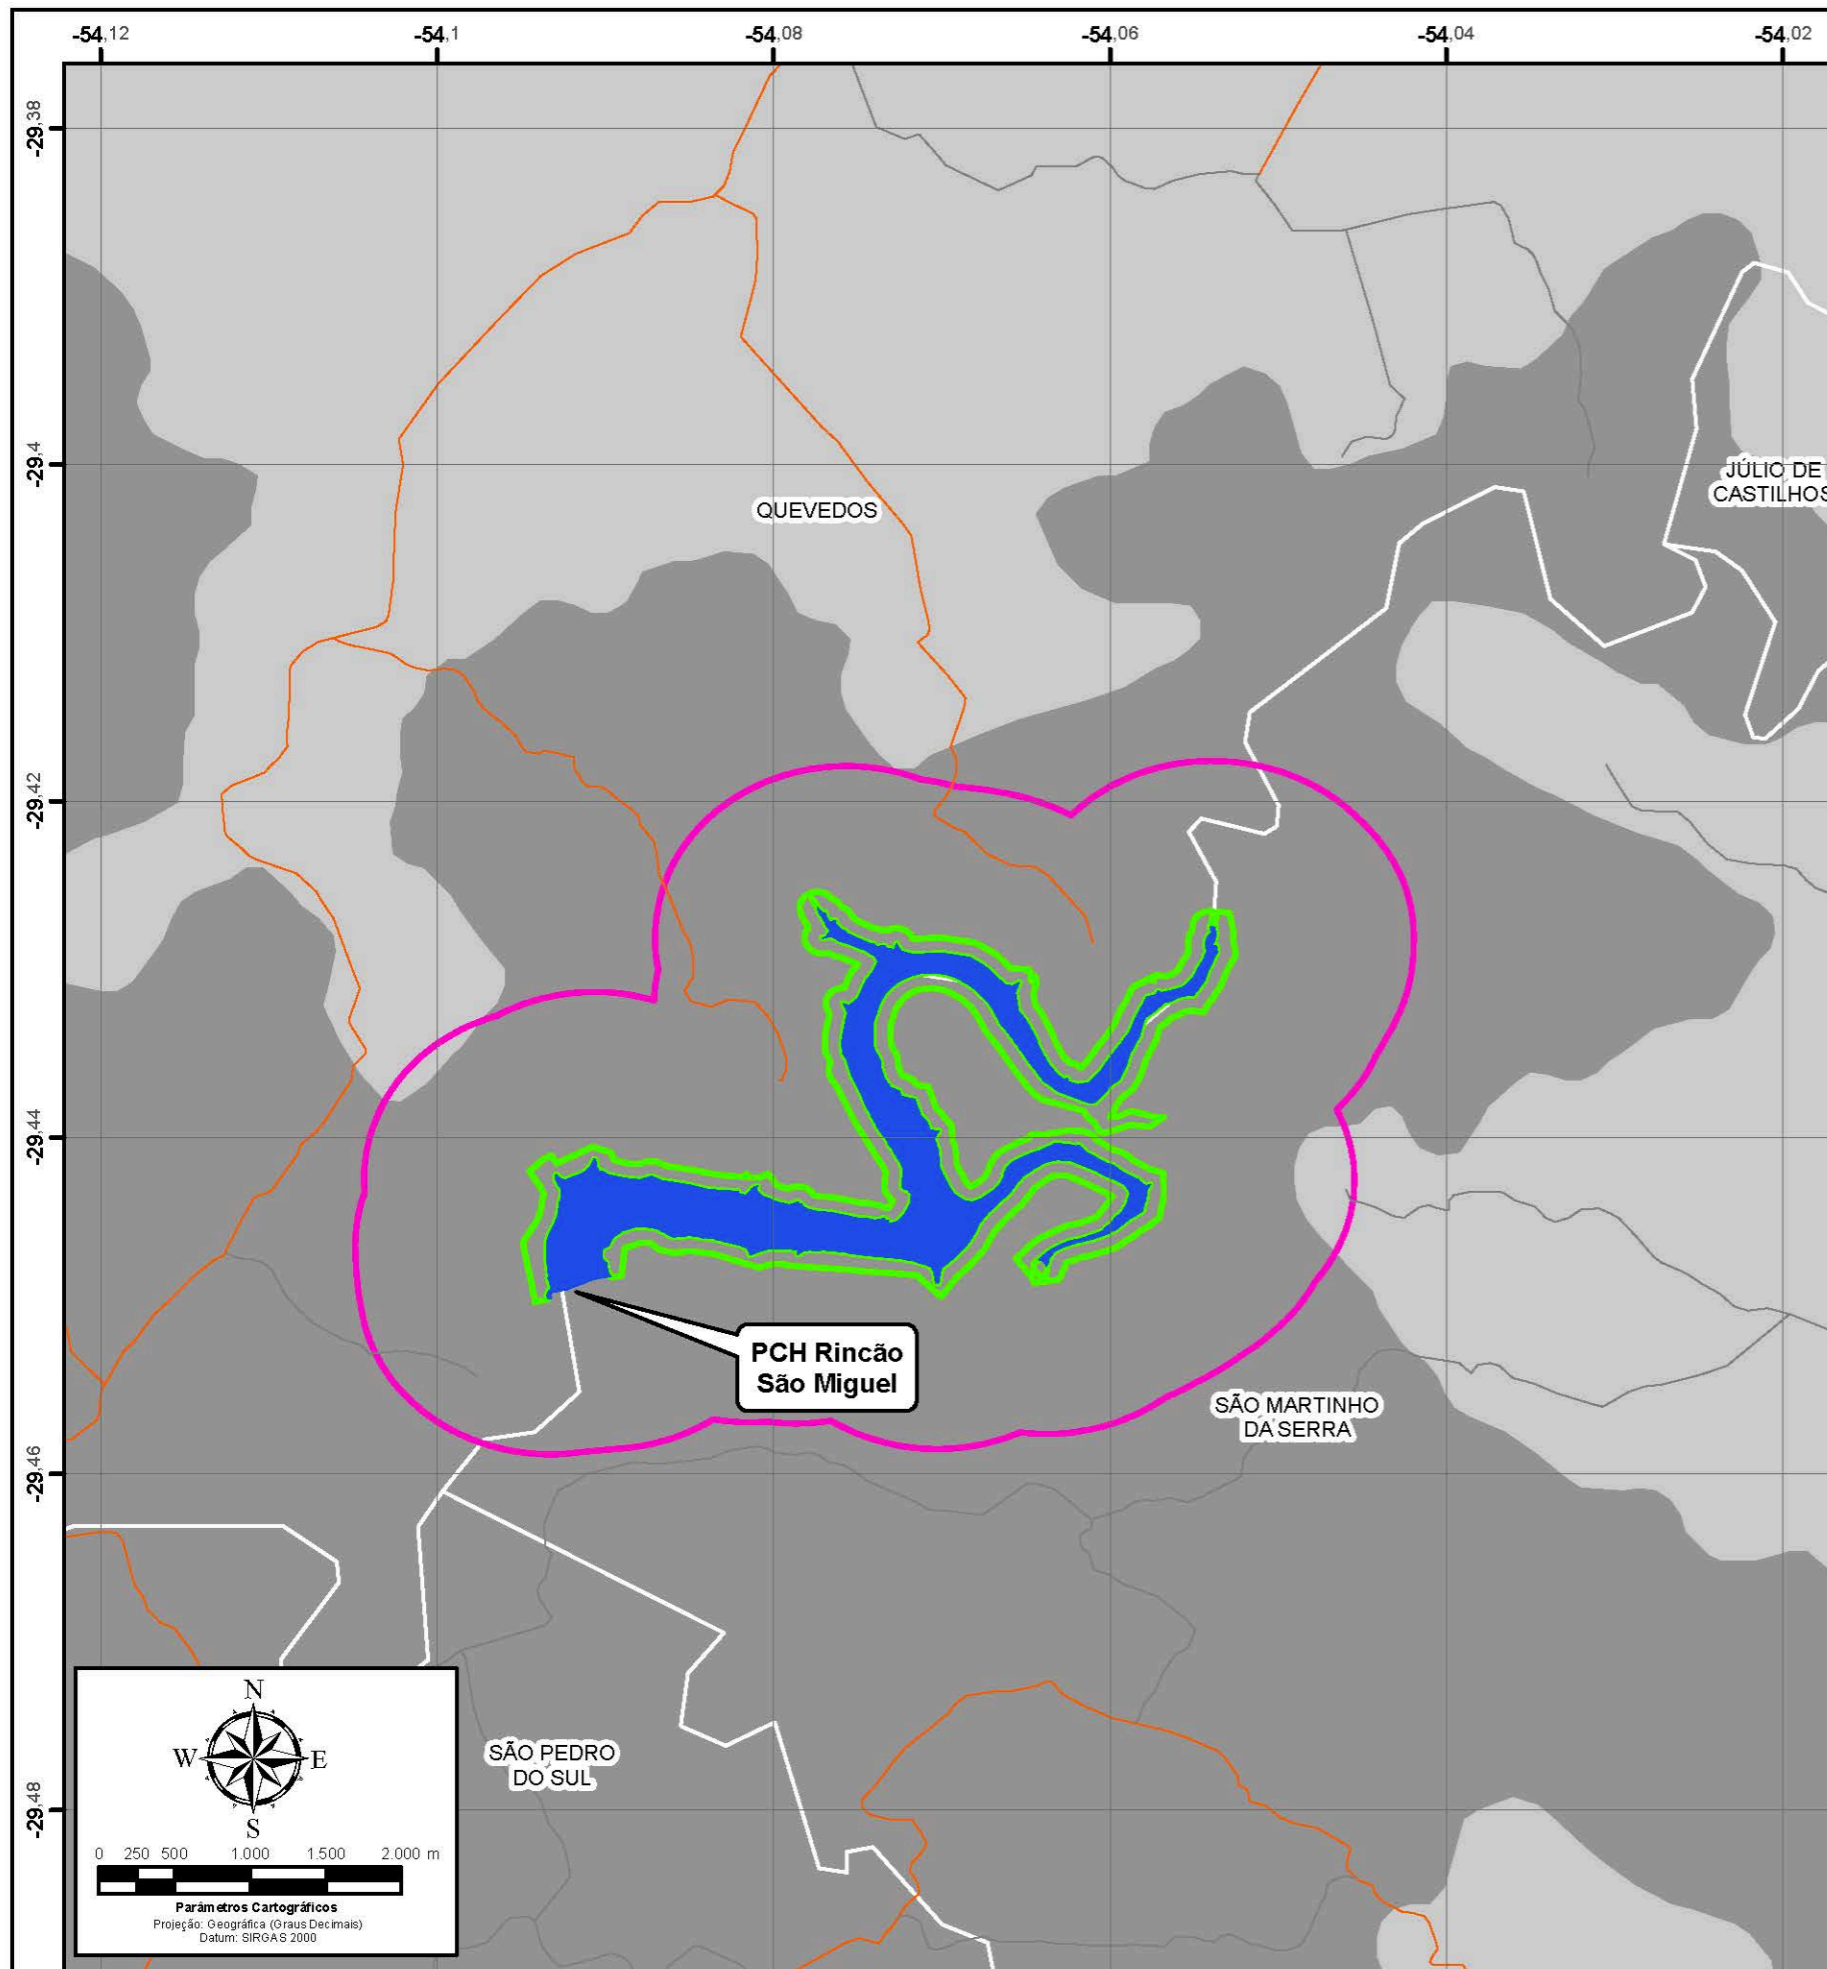 -54,12
-54,1
-54,08
-54,06
-54,04
-54,02
-29,38
-29,4
-29,42
-29,44
-29,46
-29,48
QUEVEDOS
JÚLIO DE
CASTILHOS
PCH Rincão
São Miguel
SÃO MARTINHO
DA SERRA
SÃO PEDRO
DO SUL
N
W E
S
0 250 500 1.000 1.500 2.000 m
Parâmetros Cartográficos
Projeção: Geográfica (Graus Decimais)
Datum: SIRGAS 2000